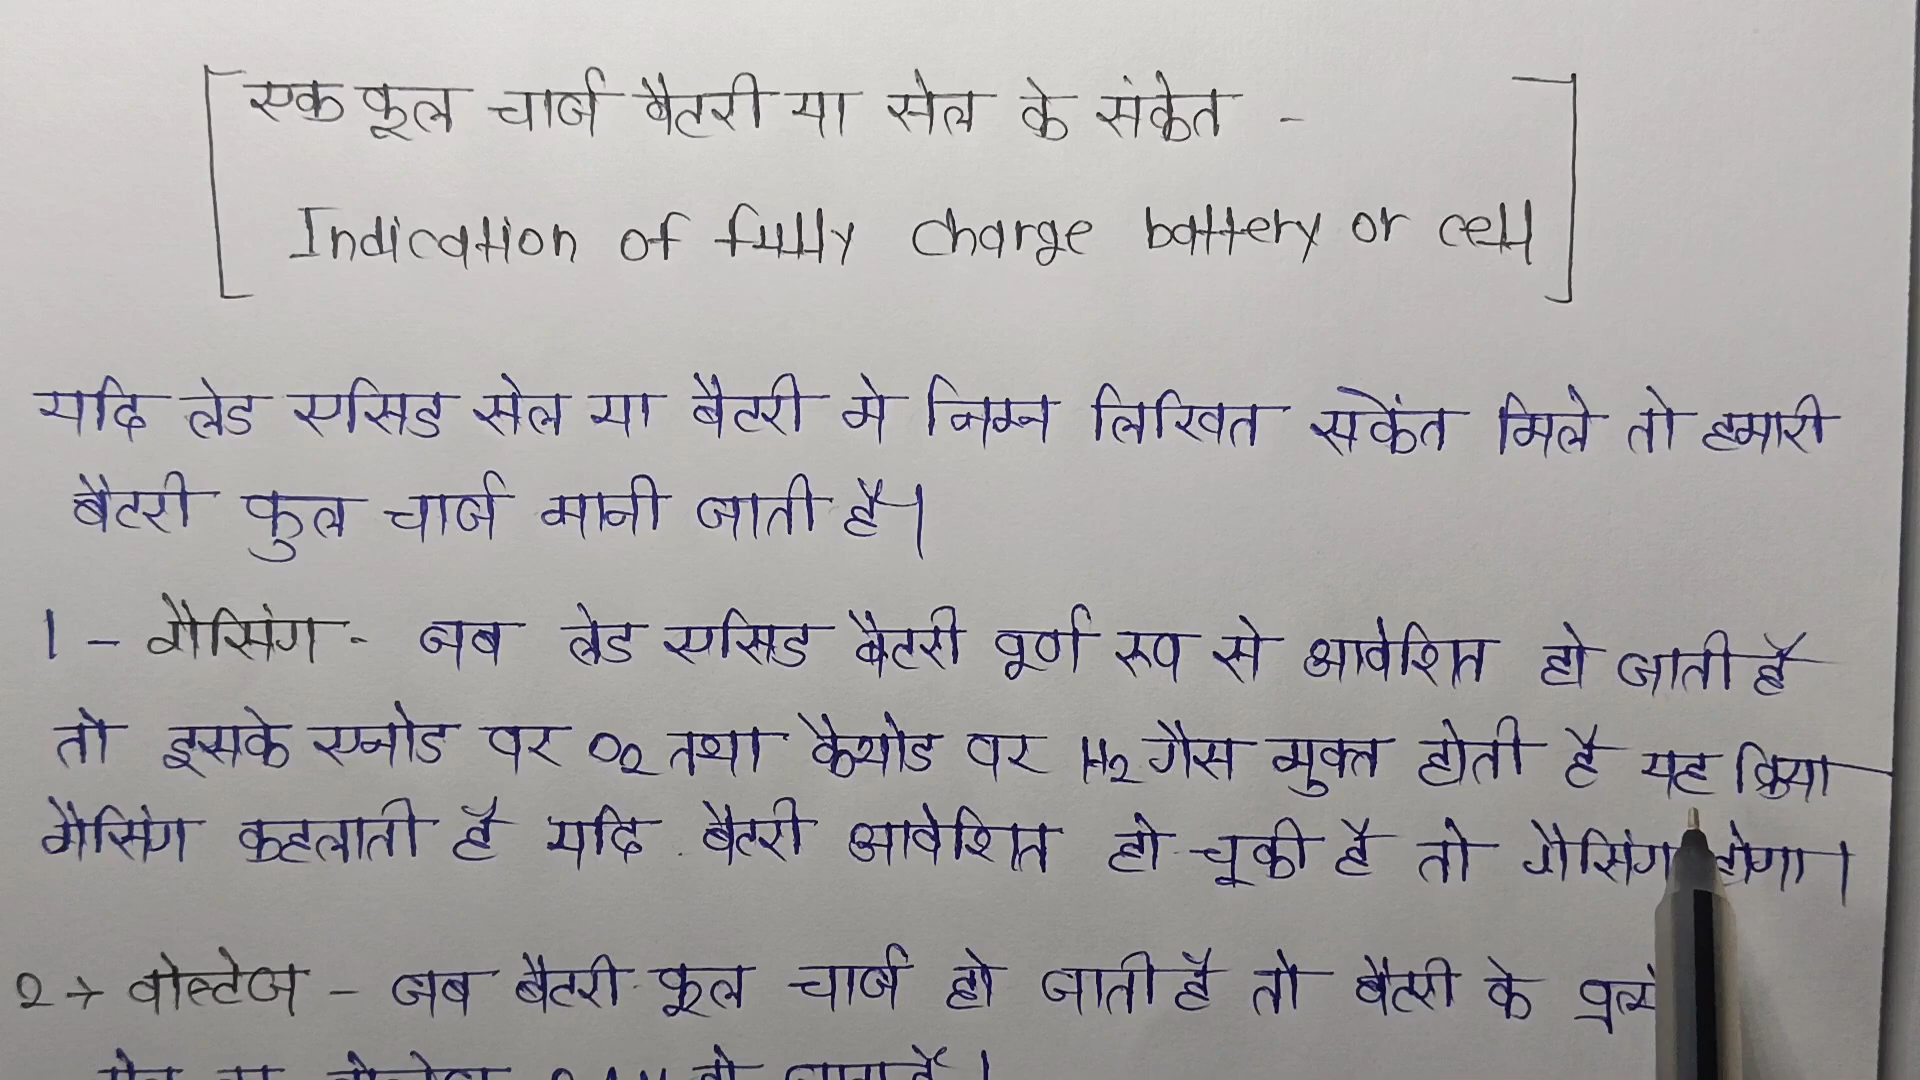 एक फूल चार्ज बैटरी या सेल के संकेत -
Indication of fully charge battery or cell
यदि लेड एसिड सेल या बैटरी मे निम्न लिखित सकेंत मिले तो हमारी
बैटरी फुल चार्ज मानी जाती है।
1 - गैसिंग - जब लेड एसिड बैटरी पूर्ण रूप से आवेशित हो जाती है
तो इसके एनोड पर O2 तथा कैथोड पर H2 गैस मुक्त होती है यह क्रिया
गैसिंग कहलाती है यदि बैटरी आवेशित हो चूकी है तो गैसिंग होगा।
2 → वोल्टेज - जब बैटरी फूल चार्ज हो जाती है तो बैटरी के